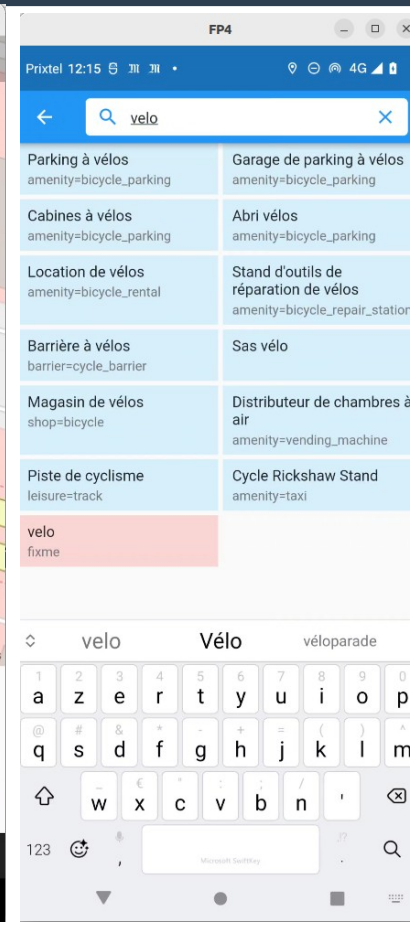 FP4
Prixtel 12:15
4G
velo
Parking à vélos
amenity=bicycle_parking
Garage de parking à vélos
amenity=bicycle_parking
Cabines à vélos
amenity=bicycle_parking
Abri vélos
amenity=bicycle_parking
Location de vélos
amenity=bicycle_rental
Stand d'outils de
réparation de vélos
amenity=bicycle_repair_station
Barrière à vélos
barrier=cycle_barrier
Sas vélo
Magasin de vélos
shop=bicycle
Distributeur de chambres à
air
amenity=vending_machine
Piste de cyclisme
leisure=track
Cycle Rickshaw Stand
amenity=taxi
velo
fixme
velo Vélo véloparade
1 2 3 4 5 6 7 8 9 0
a z e r t y u i o p
@ # & * - + = ( ) ^
q s d f g h j k l m
_ € " ' : ; /
w x c v b n '
123 , .
Microsoft SwiftKey